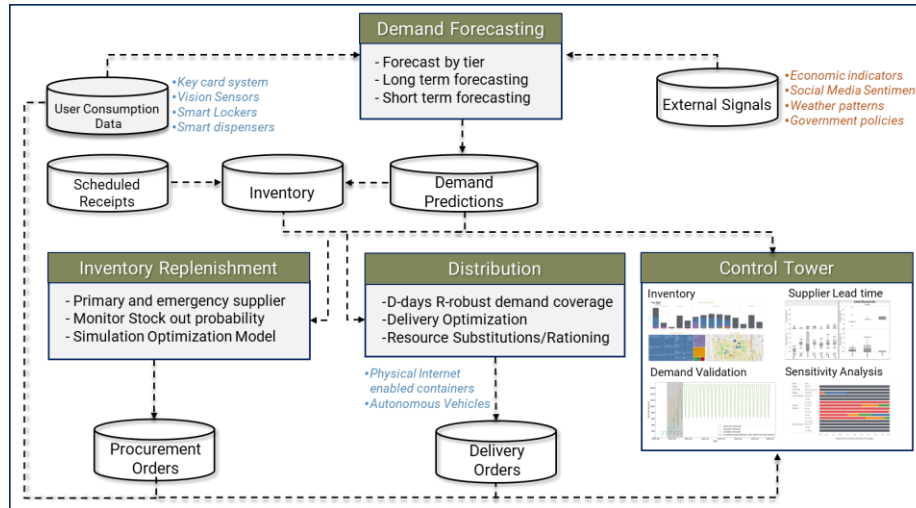 Demand Forecasting
- Forecast by tier
- Long term forecasting
- Short term forecasting
User Consumption
Data
•Key card system
•Vision Sensors
•Smart Lockers
•Smart dispensers
External Signals
•Economic indicators
•Social Media Sentiment
•Weather patterns
•Government policies
Scheduled
Receipts
Inventory
Demand
Predictions
Inventory Replenishment
- Primary and emergency supplier
- Monitor Stock out probability
- Simulation Optimization Model
Distribution
-D-days R-robust demand coverage
-Delivery Optimization
-Resource Substitutions/Rationing
•Physical Internet
enabled containers
•Autonomous Vehicles
Control Tower
Inventory
Supplier Lead time
Demand Validation
Sensitivity Analysis
Procurement
Orders
Delivery
Orders